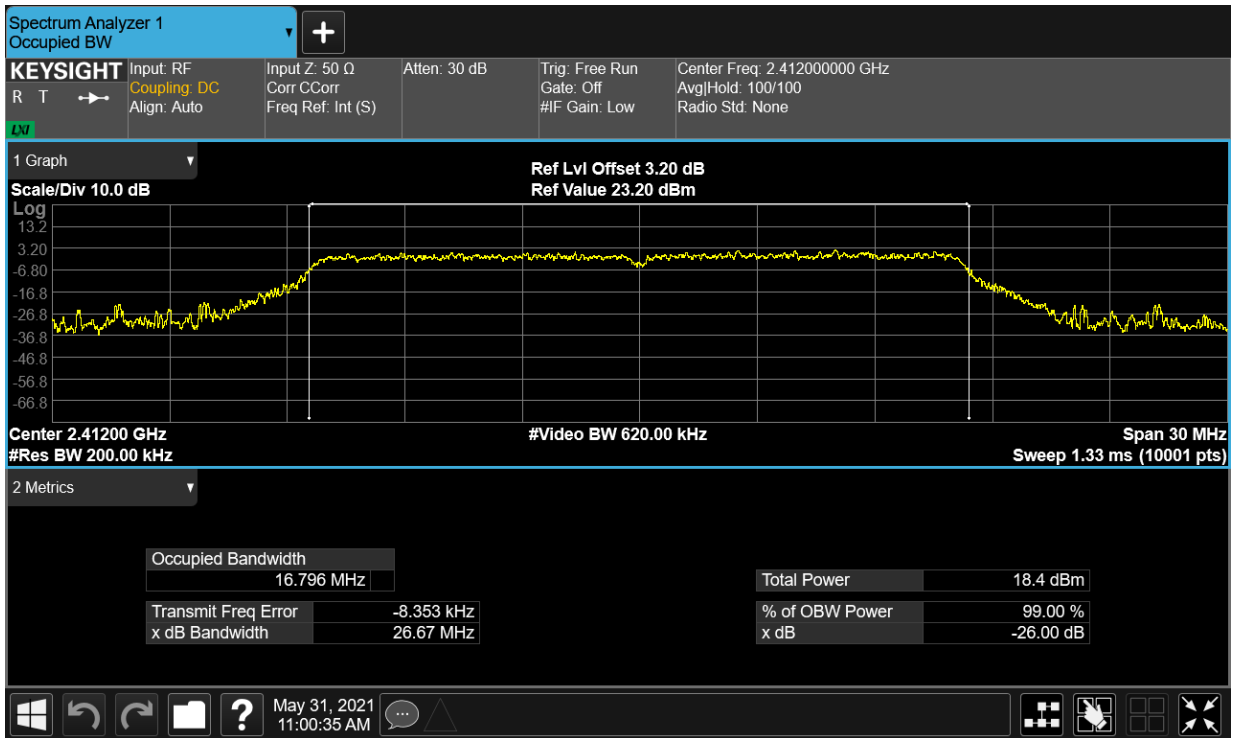 Spectrum Analyzer 1
Occupied BW
KEYSIGHT
R T
LXI
Input: RF
Coupling: DC
Align: Auto
Input Z: 50 Ω
Corr CCorr
Freq Ref: Int (S)
Atten: 30 dB
Trig: Free Run
Gate: Off
#IF Gain: Low
Center Freq: 2.412000000 GHz
Avg|Hold: 100/100
Radio Std: None
1 Graph
Ref Lvl Offset 3.20 dB
Scale/Div 10.0 dB
Ref Value 23.20 dBm
Log
13.2
3.20
-6.80
-16.8
-26.8
-36.8
-46.8
-56.8
-66.8
Center 2.41200 GHz
#Video BW 620.00 kHz
Span 30 MHz
#Res BW 200.00 kHz
Sweep 1.33 ms (10001 pts)
2 Metrics
Occupied Bandwidth
16.796 MHz
Transmit Freq Error -8.353 kHz
x dB Bandwidth 26.67 MHz
Total Power 18.4 dBm
% of OBW Power 99.00 %
x dB -26.00 dB
?
May 31, 2021
11:00:35 AM